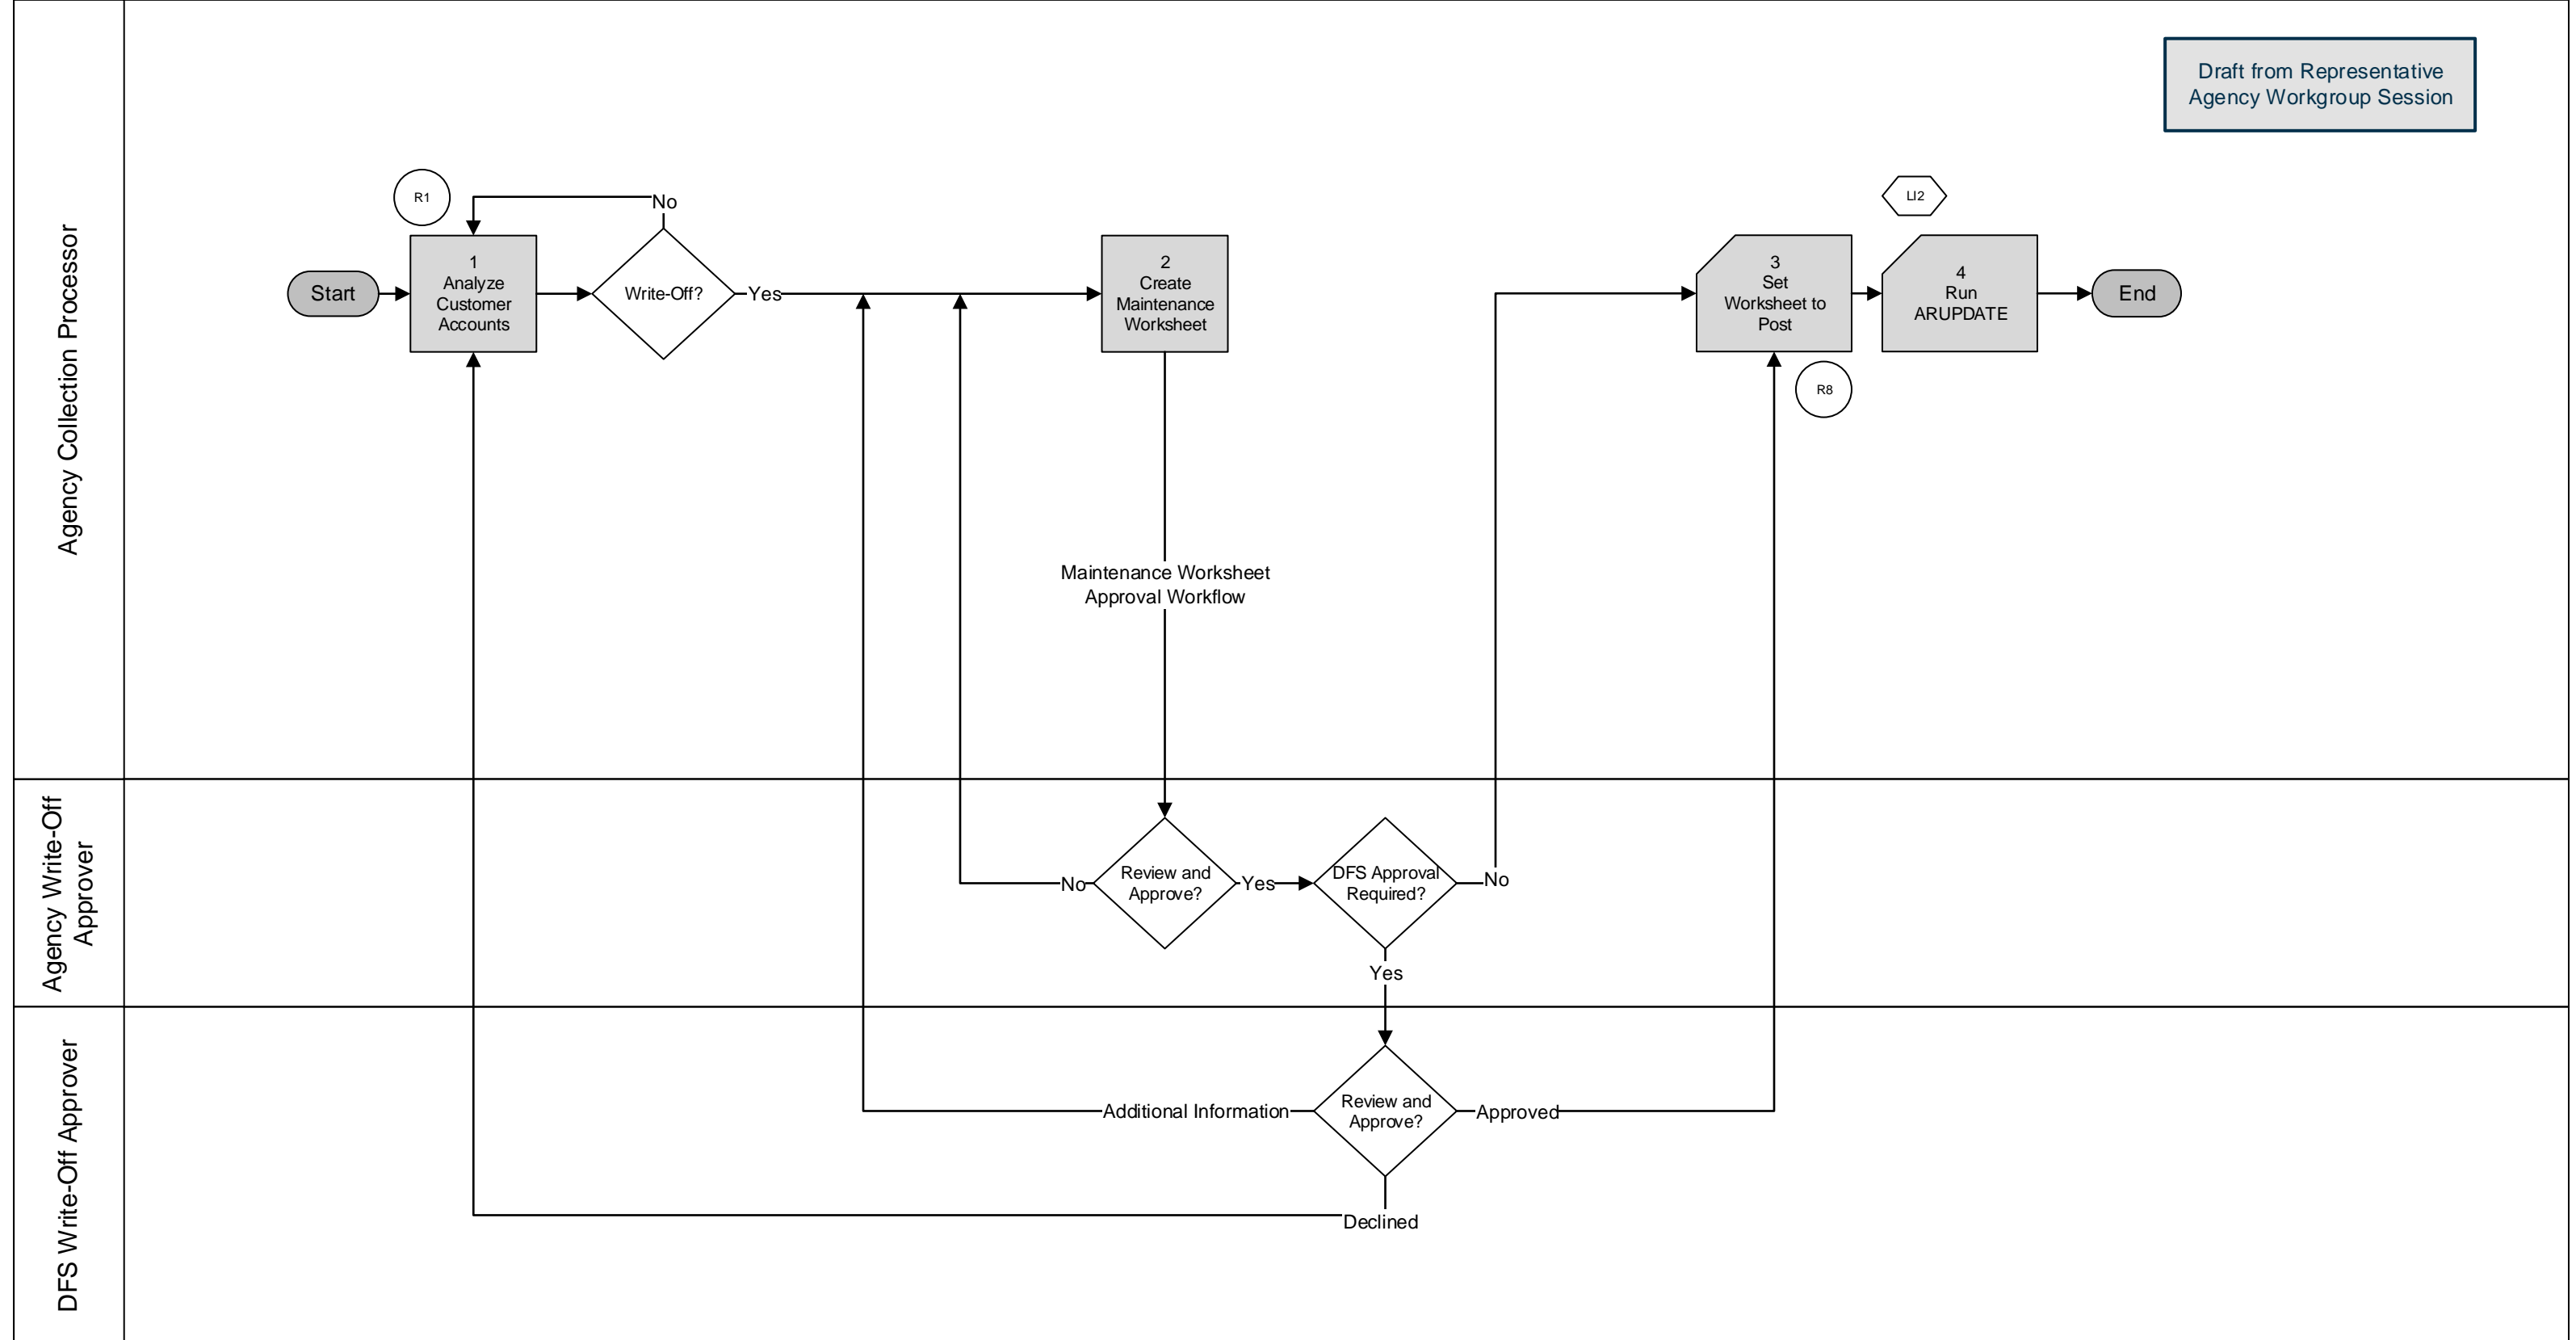 Draft from Representative
Agency Workgroup Session
Agency Collection Processor
R1
No
LI2
Start
1
Analyze
Customer
Accounts
Write-Off?
Yes
2
Create
Maintenance
Worksheet
3
Set
Worksheet to
Post
4
Run
ARUPDATE
End
R8
Maintenance Worksheet
Approval Workflow
Agency Write-Off
Approver
No
Review and
Approve?
Yes
DFS Approval
Required?
No
Yes
DFS Write-Off Approver
Additional Information
Review and
Approve?
Approved
Declined